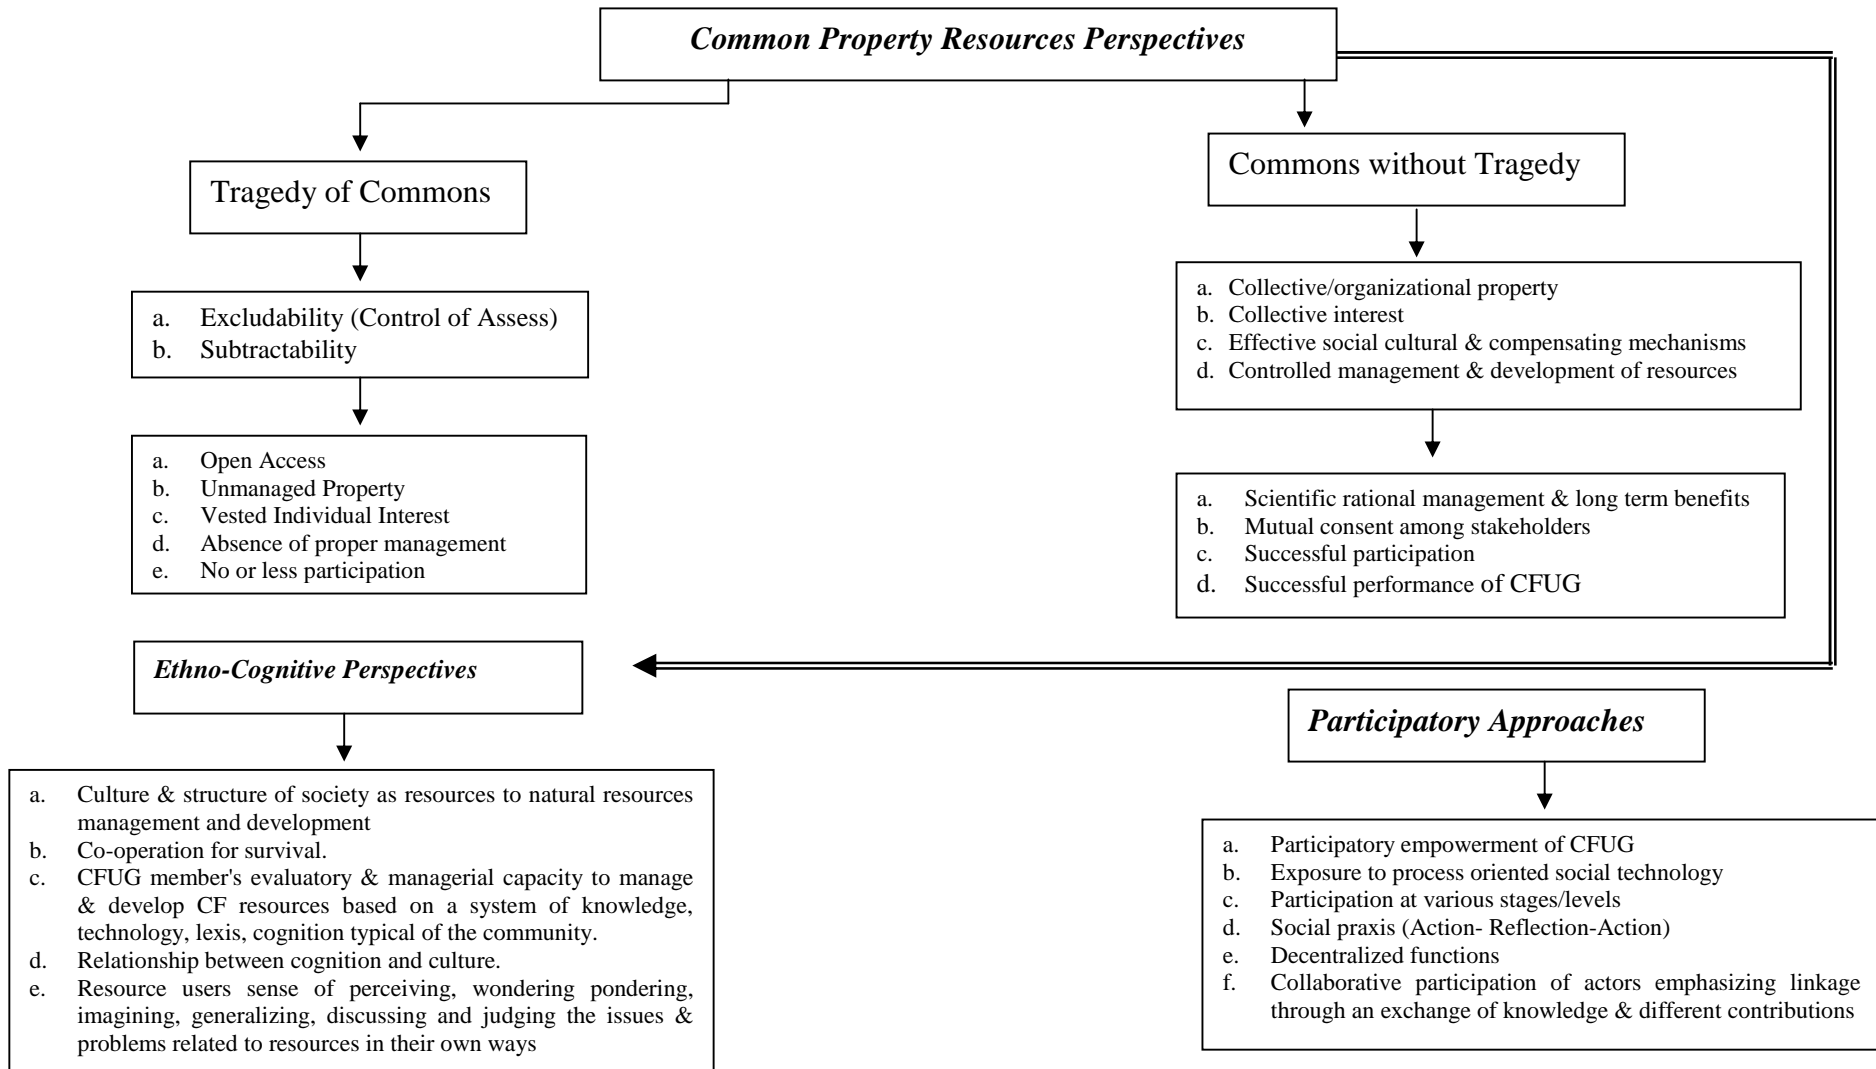 Common Property Resources Perspectives
Tragedy of Commons
Commons without Tragedy
a. Excludability (Control of Assess)
b. Subtractability
a. Collective/organizational property
b. Collective interest
c. Effective social cultural & compensating mechanisms
d. Controlled management & development of resources
a. Open Access
b. Unmanaged Property
c. Vested Individual Interest
d. Absence of proper management
e. No or less participation
a. Scientific rational management & long term benefits
b. Mutual consent among stakeholders
c. Successful participation
d. Successful performance of CFUG
Ethno-Cognitive Perspectives
Participatory Approaches
a. Culture & structure of society as resources to natural resources
management and development
b. Co-operation for survival.
c. CFUG member's evaluatory & managerial capacity to manage
& develop CF resources based on a system of knowledge,
technology, lexis, cognition typical of the community.
d. Relationship between cognition and culture.
e. Resource users sense of perceiving, wondering pondering,
imagining, generalizing, discussing and judging the issues &
problems related to resources in their own ways
a. Participatory empowerment of CFUG
b. Exposure to process oriented social technology
c. Participation at various stages/levels
d. Social praxis (Action- Reflection-Action)
e. Decentralized functions
f. Collaborative participation of actors emphasizing linkage
through an exchange of knowledge & different contributions